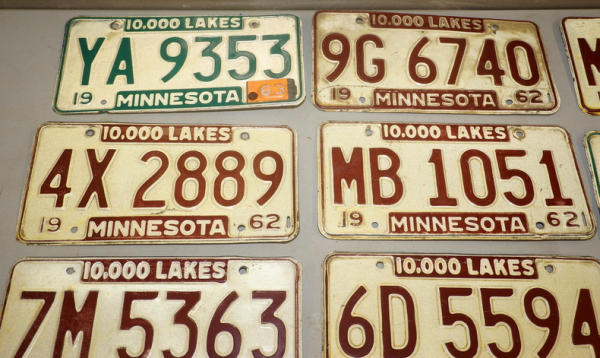 10,000 LAKES
YA 9353
19 MINNESOTA 63
10,000 LAKES
9G 6740
19 MINNESOTA 62
10,000 LAKES
4X 2889
19 MINNESOTA 62
10,000 LAKES
MB 1051
19 MINNESOTA 62
10,000 LAKES
7M 5363
10,000 LAKES
6D 5594